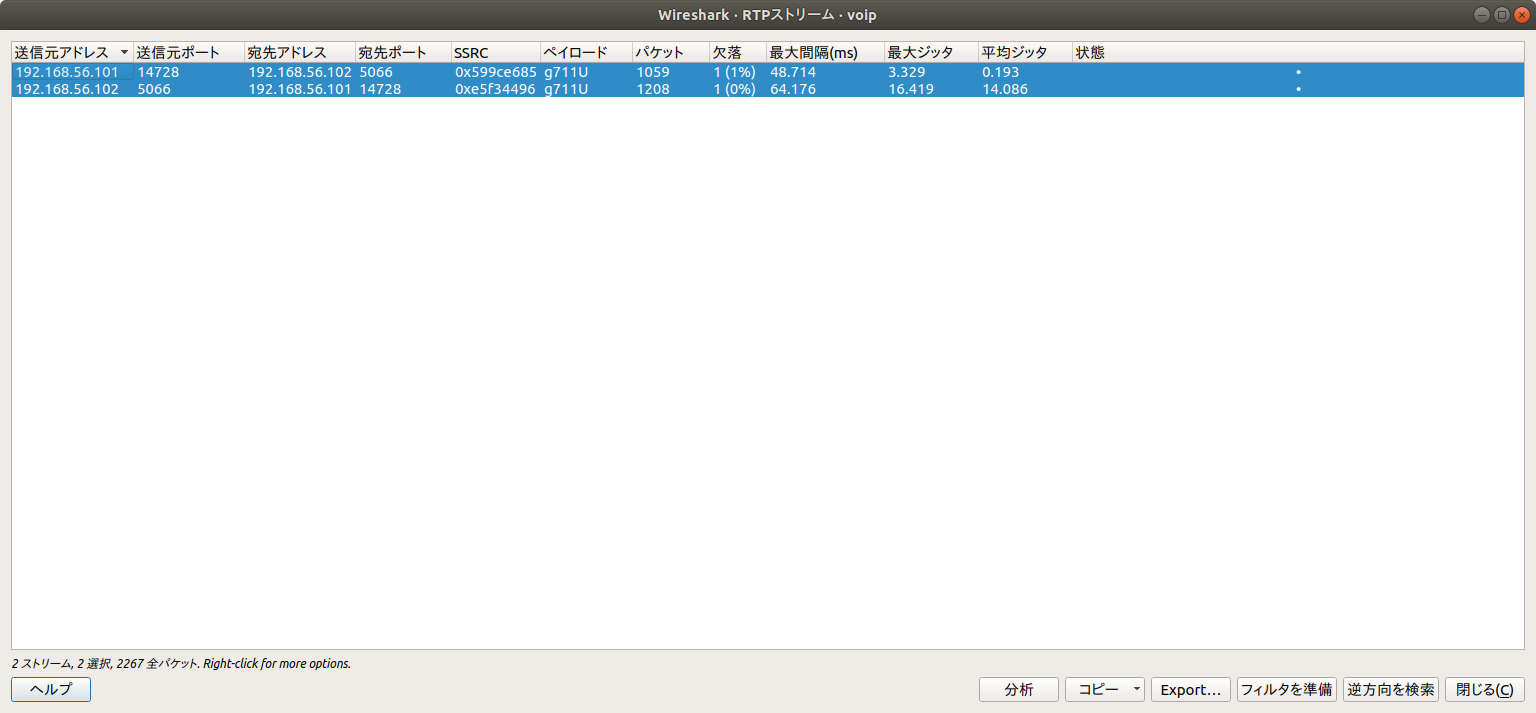 Wireshark · RTPストリーム · voip
送信元アドレス 送信元ポート 宛先アドレス 宛先ポート SSRC ペイロード パケット 欠落 最大間隔(ms) 最大ジッタ 平均ジッタ 状態
192.168.56.101 14728 192.168.56.102 5066 0x599ce685 g711U 1059 1 (1%) 48.714 3.329 0.193 •
192.168.56.102 5066 192.168.56.101 14728 0xe5f34496 g711U 1208 1 (0%) 64.176 16.419 14.086 •
2 ストリーム, 2 選択, 2267 全パケット. Right-click for more options.
ヘルプ 分析 コピー Export... フィルタを準備 逆方向を検索 閉じる(C)